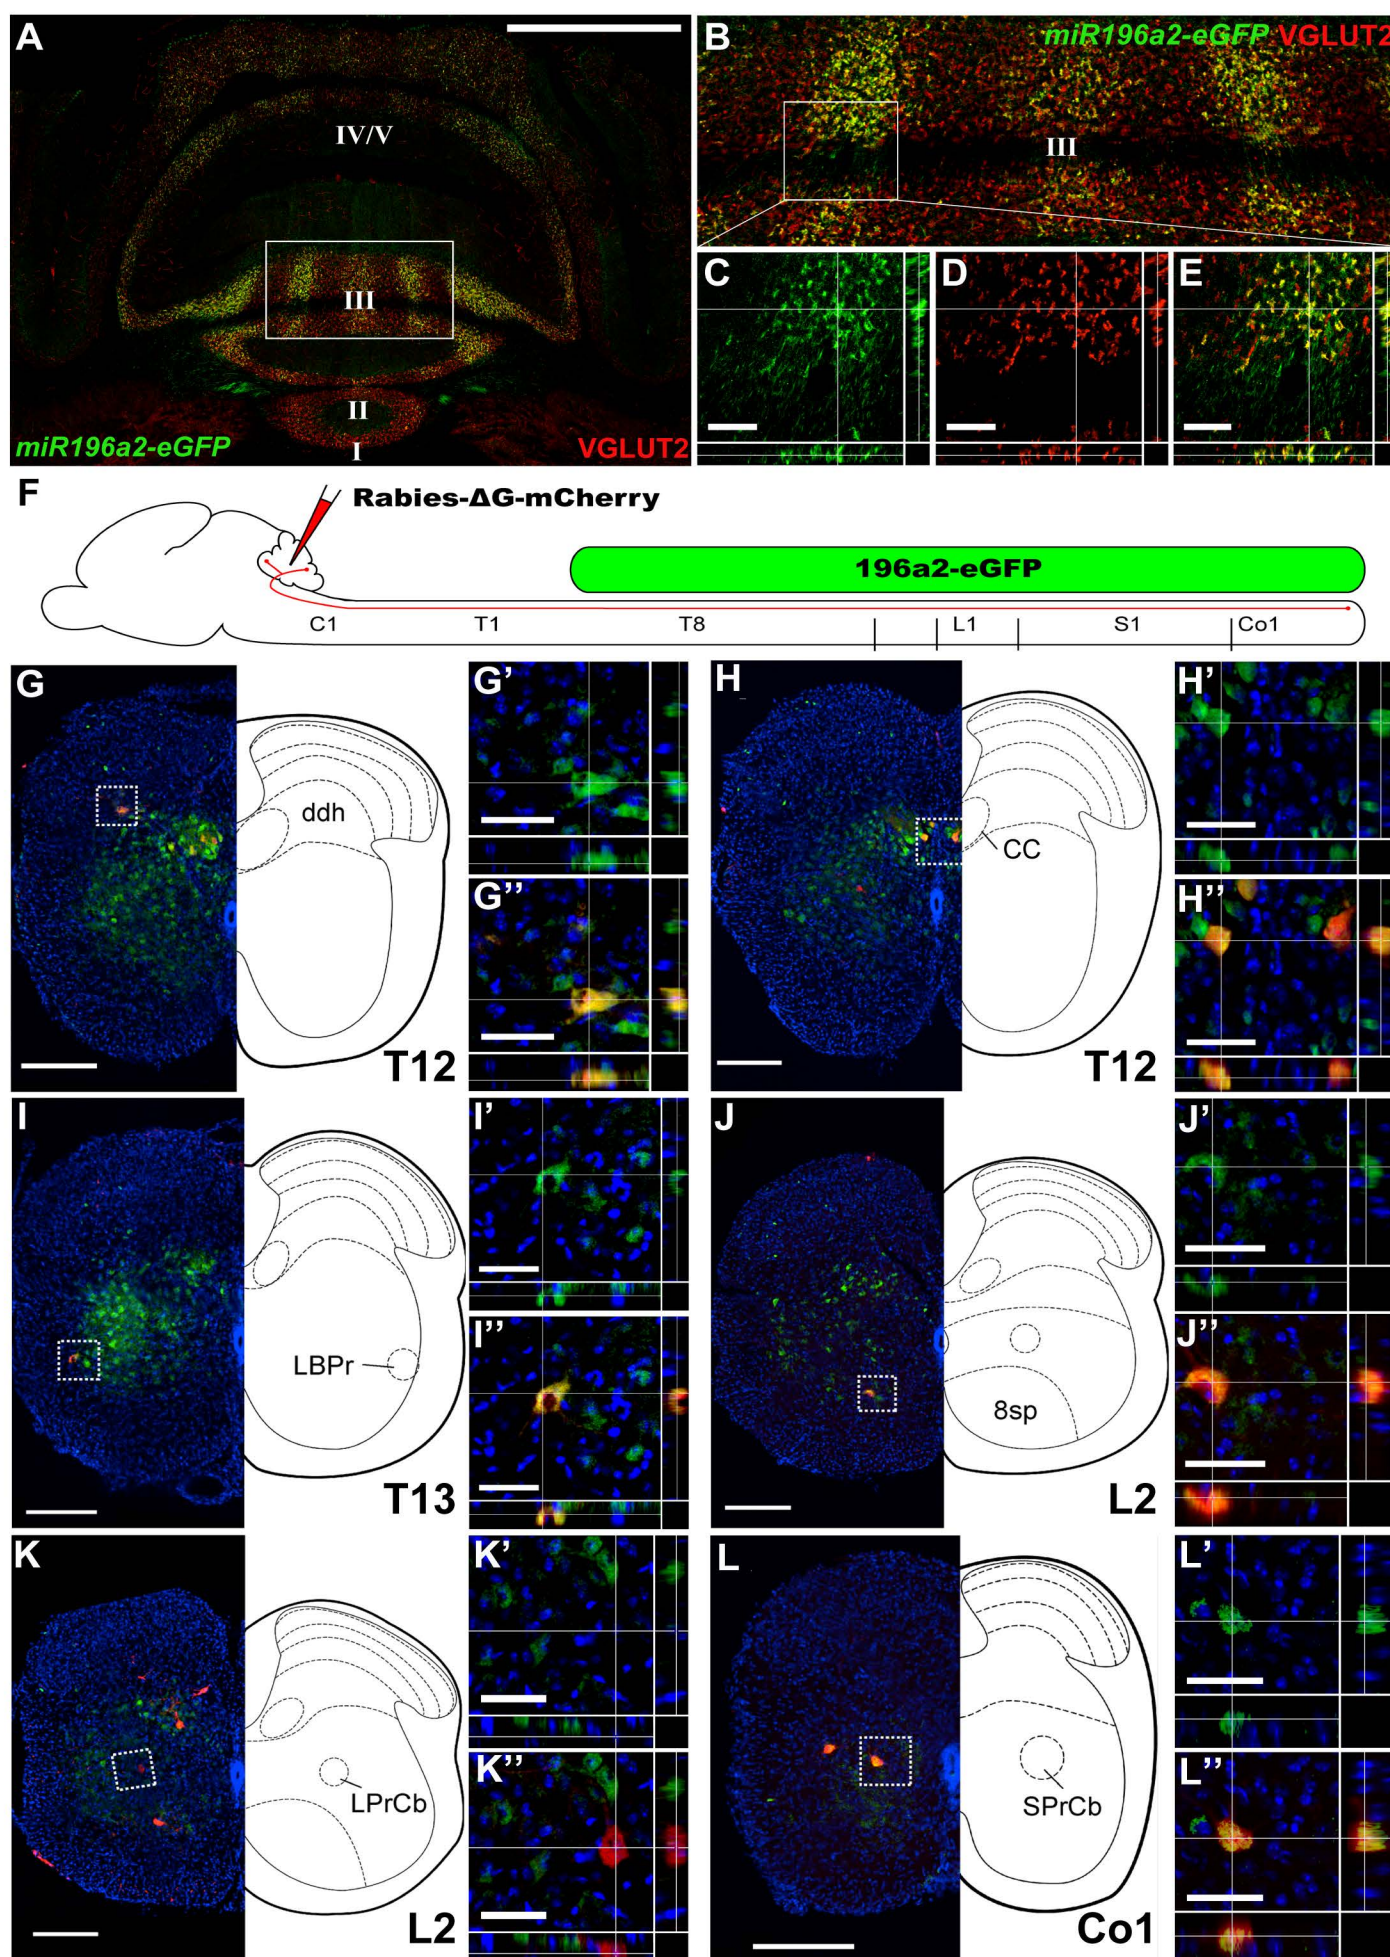 A
IV/V
III
II
I
miR196a2-eGFP
VGLUT2
B
miR196a2-eGFP VGLUT2
III
C
D
E
F
Rabies-ΔG-mCherry
196a2-eGFP
C1 T1 T8 L1 S1 Co1
G
ddh
T12
G’
G’’
H
CC
T12
H’
H’’
I
LBPr
T13
I’
I’’
J
8sp
L2
J’
J’’
K
LPrCb
L2
K’
K’’
L
SPrCb
Co1
L’
L’’